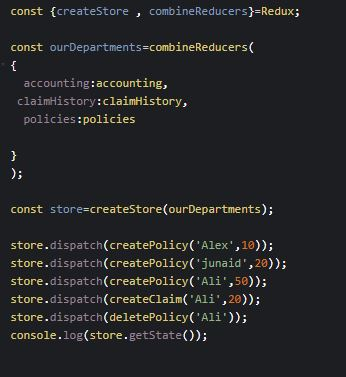 const {createStore , combineReducers}=Redux;
const ourDepartments=combineReducers(
{
accounting:accounting,
claimHistory:claimHistory,
policies:policies
}
);
const store=createStore(ourDepartments);
store.dispatch(createPolicy('Alex',10));
store.dispatch(createPolicy('junaid',20));
store.dispatch(createPolicy('Ali',50));
store.dispatch(createClaim('Ali',20));
store.dispatch(deletePolicy('Ali'));
console.log(store.getState());